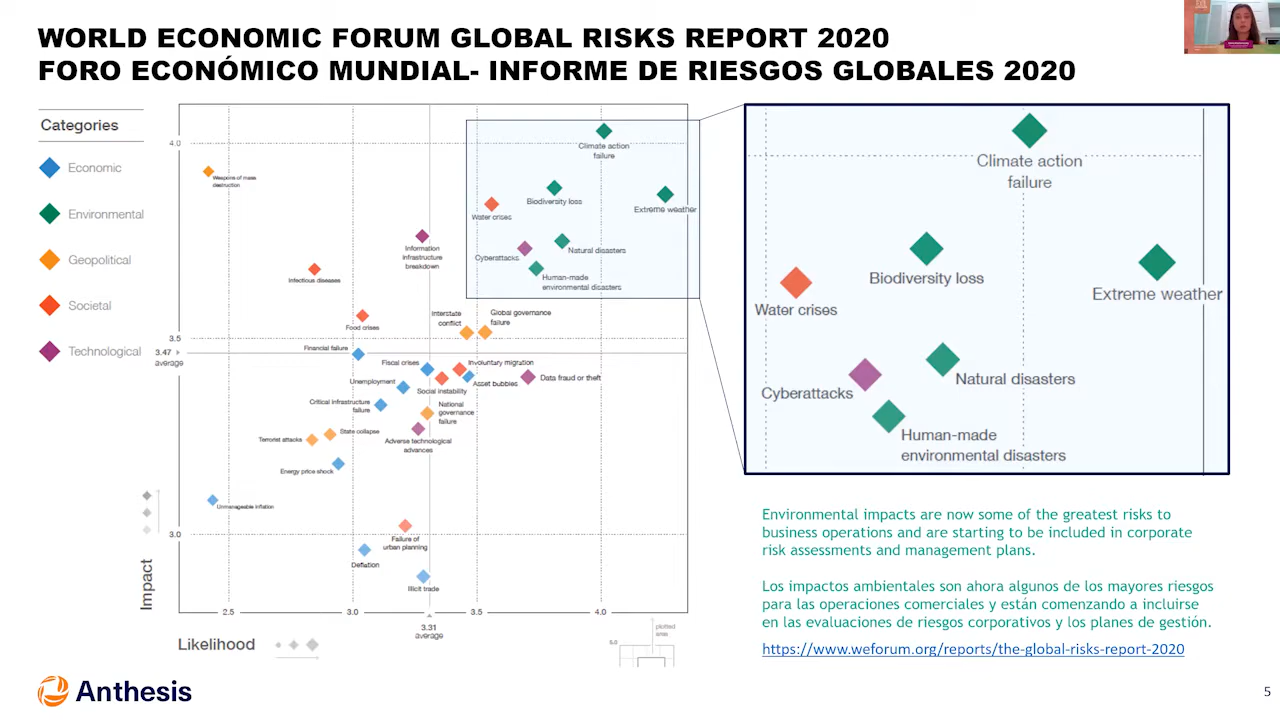 WORLD ECONOMIC FORUM GLOBAL RISKS REPORT 2020
FORO ECONÓMICO MUNDIAL- INFORME DE RIESGOS GLOBALES 2020
Categories
Economic
Environmental
Geopolitical
Societal
Technological
4.0
3.5
3.47
average
3.0
Impact
Weapons of mass
destruction
Climate action
failure
Biodiversity loss
Extreme weather
Water crises
Information
infrastructure
breakdown
Cyberattacks
Natural disasters
Human-made
environmental disasters
Infectious diseases
Food crises
Interstate
conflict
Global governance
failure
Financial failure
Fiscal crises
Involuntary migration
Unemployment
Social instability
Asset bubbles
Data fraud or theft
Critical infrastructure
failure
National
governance
failure
Terrorist attacks
State collapse
Adverse technological
advances
Energy price shock
Unmanageable inflation
Failure of
urban planning
Deflation
Illicit trade
2.5
3.0
3.5
4.0
3.31
average
Likelihood
plotted
area
5.0
Climate action
failure
Biodiversity loss
Extreme weather
Water crises
Natural disasters
Cyberattacks
Human-made
environmental disasters
Environmental impacts are now some of the greatest risks to
business operations and are starting to be included in corporate
risk assessments and management plans.
Los impactos ambientales son ahora algunos de los mayores riesgos
para las operaciones comerciales y están comenzando a incluirse
en las evaluaciones de riesgos corporativos y los planes de gestión.
https://www.weforum.org/reports/the-global-risks-report-2020
Anthesis
5